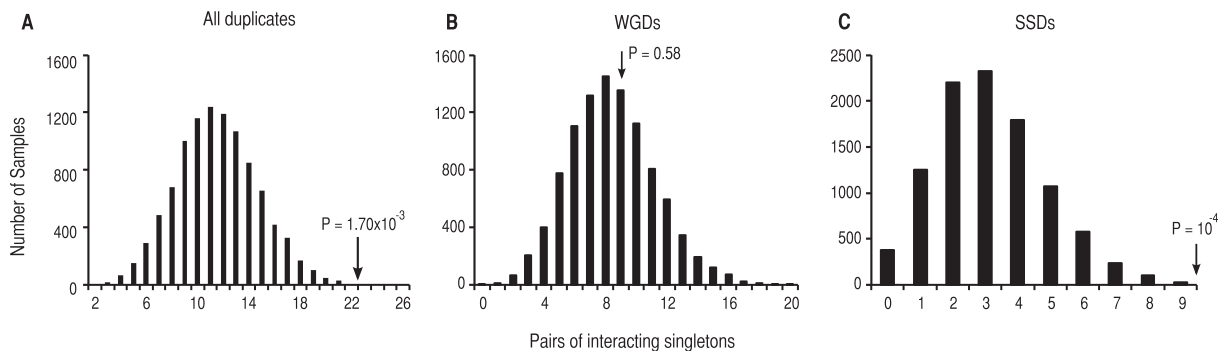 A
All duplicates
Number of Samples
1600
1200
800
400
0
P = 1.70x10-3
2 6 10 14 18 22 26
B
WGDs
1600
1200
800
400
0
P = 0.58
0 4 8 12 16 20
Pairs of interacting singletons
C
SSDs
2500
2000
1500
1000
500
0
P = 10-4
0 1 2 3 4 5 6 7 8 9